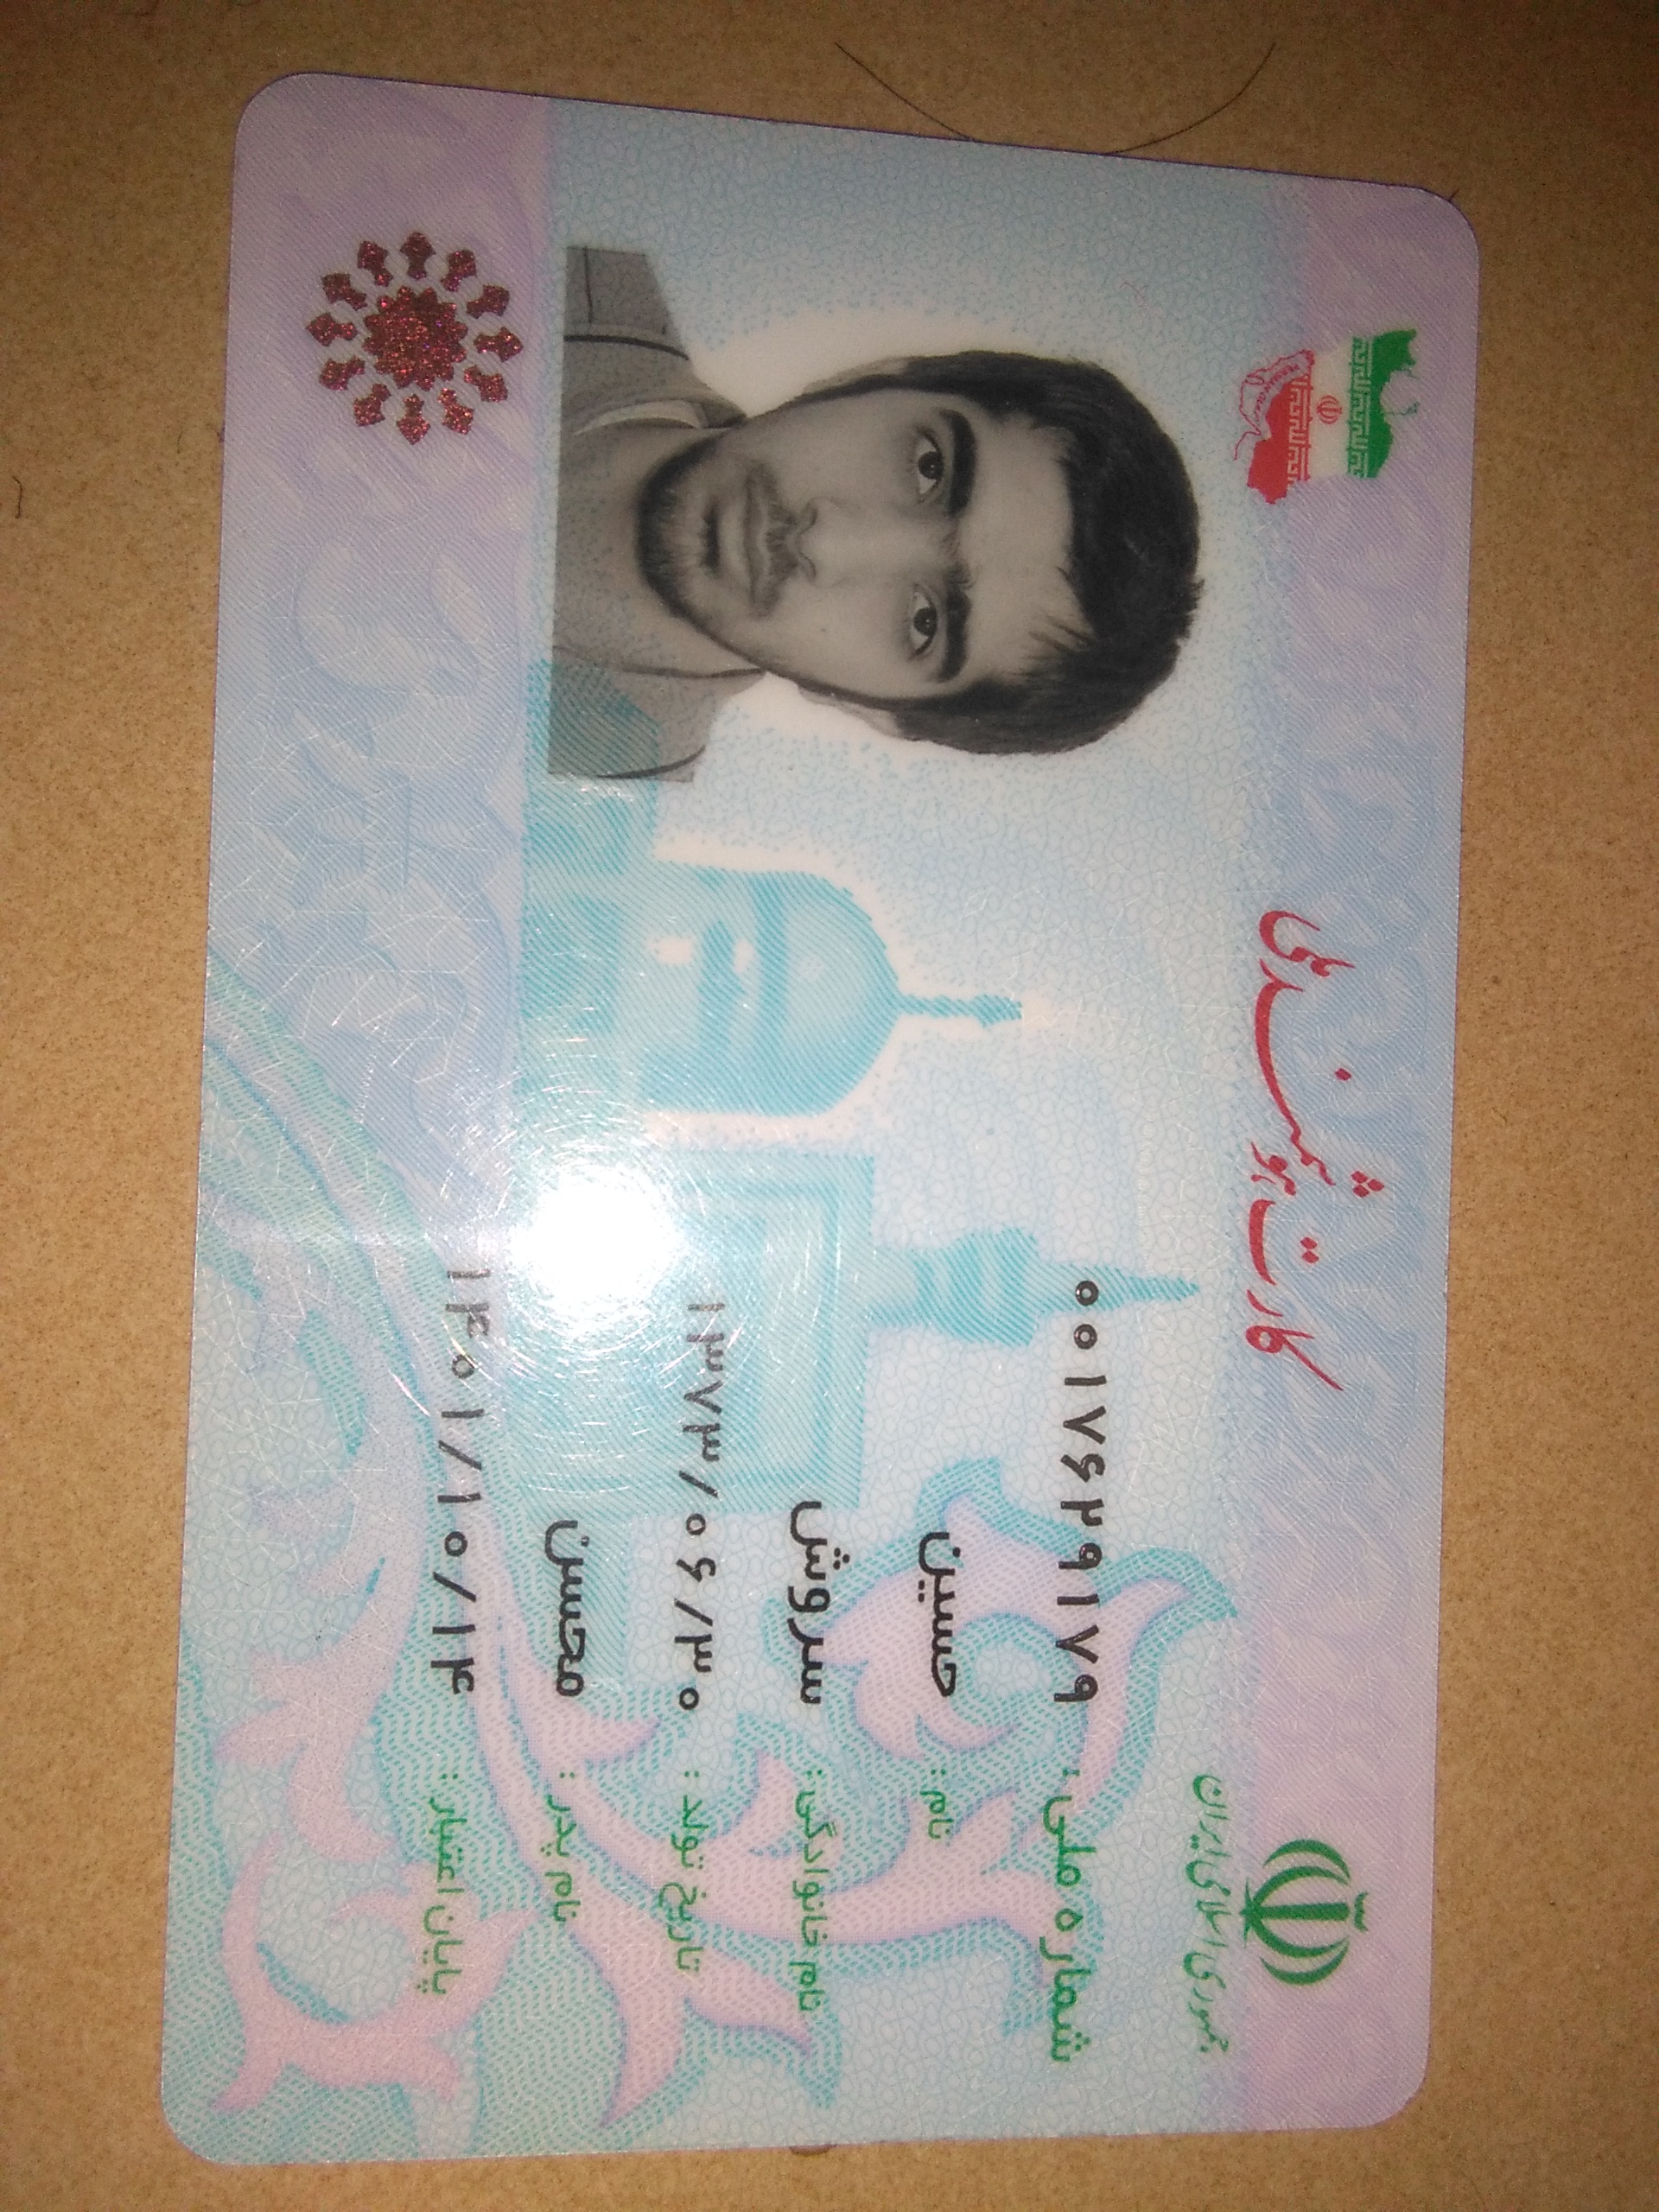 کارت هوشمند ملی
جمهوری اسلامی ایران
شماره ملی: ۰۰۱۷۶۲۹۱۷۹
نام: حسین
نام خانوادگی: سروش
تاریخ تولد: ۱۳۷۳/۰۶/۳۰
نام پدر: محسن
پایان اعتبار: ۱۴۰۱/۱۰/۱۴